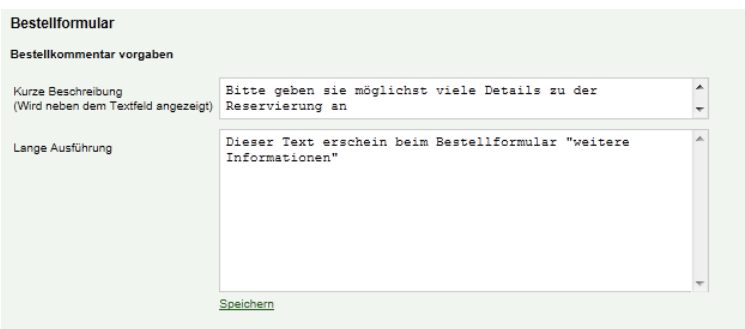 Bestellformular
Bestellkommentar vorgaben
Kurze Beschreibung
(Wird neben dem Textfeld angezeigt)
Bitte geben sie möglichst viele Details zu der
Reservierung an
Lange Ausführung
Dieser Text erschein beim Bestellformular "weitere
Informationen"
Speichern